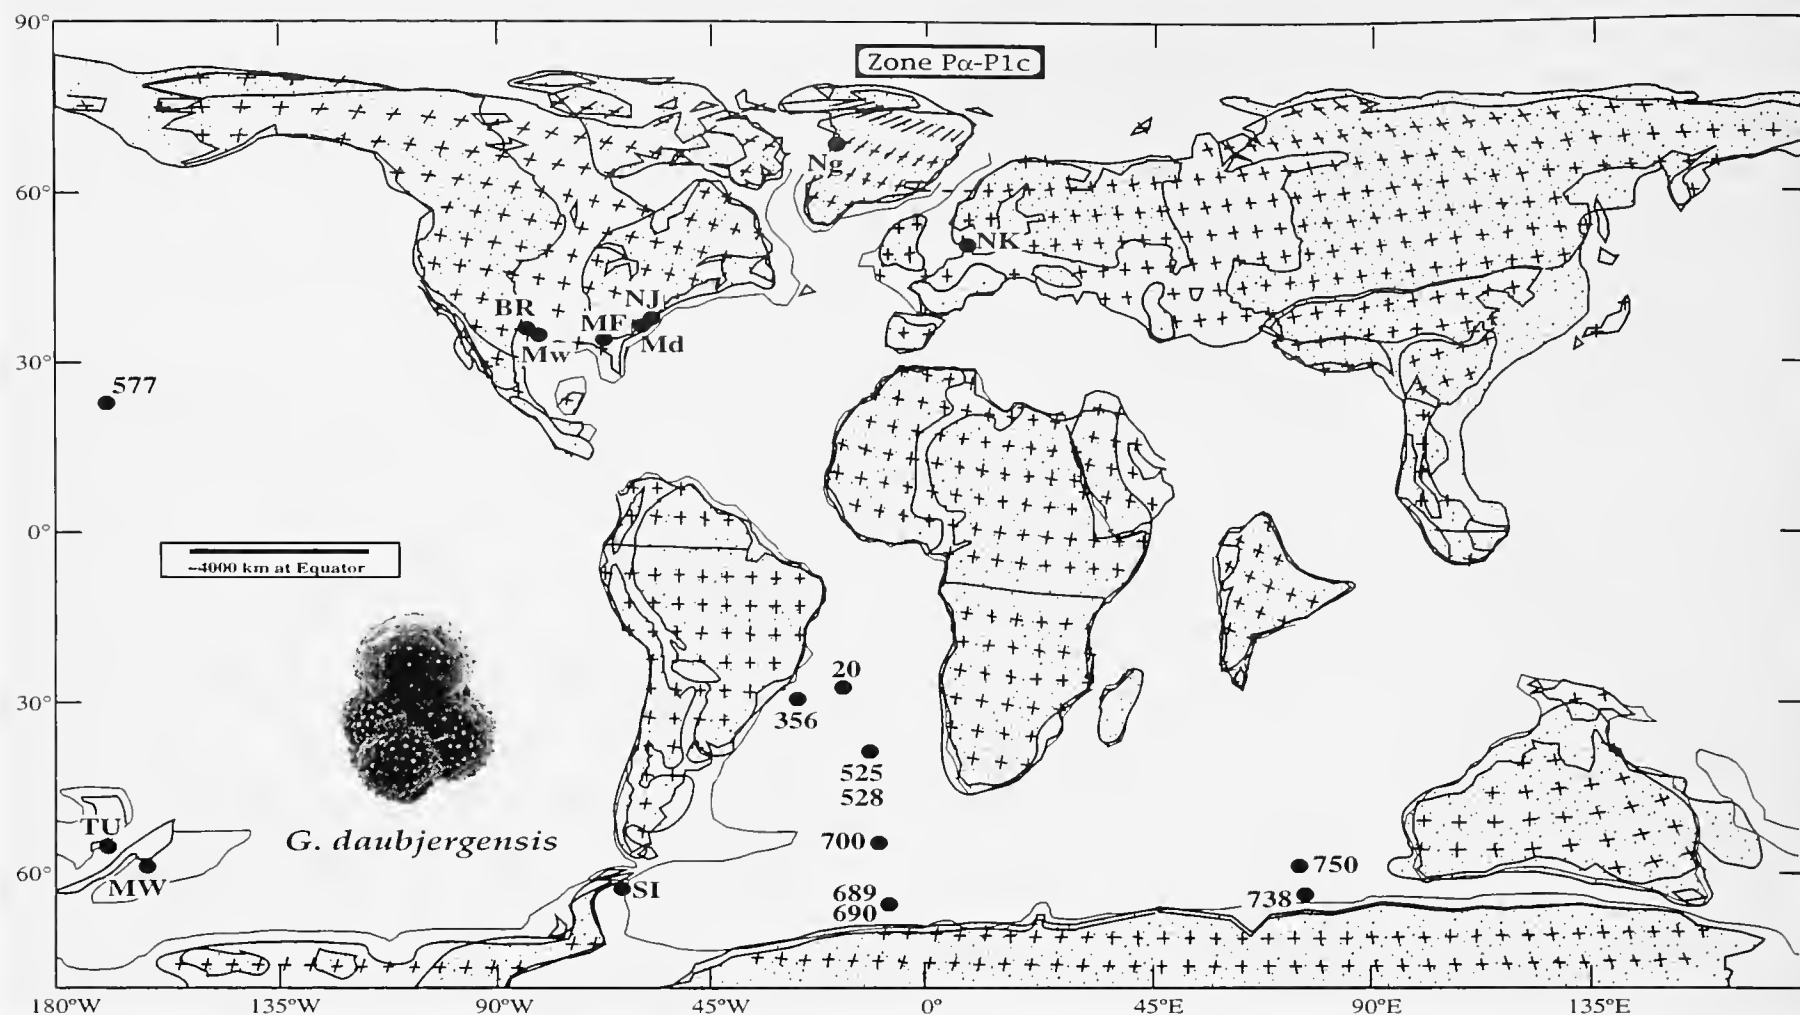 90°
Zone Pα-P1c
Ng
60°
NK
BR
NJ
MF
Mw
Md
30°
577
0°
~4000 km at Equator
20
30°
356
525
528
TU
G. daubjergensis
700
60°
MW
SI
689
690
750
738
180°W
135°W
90°W
45°W
0°
45°E
90°E
135°E